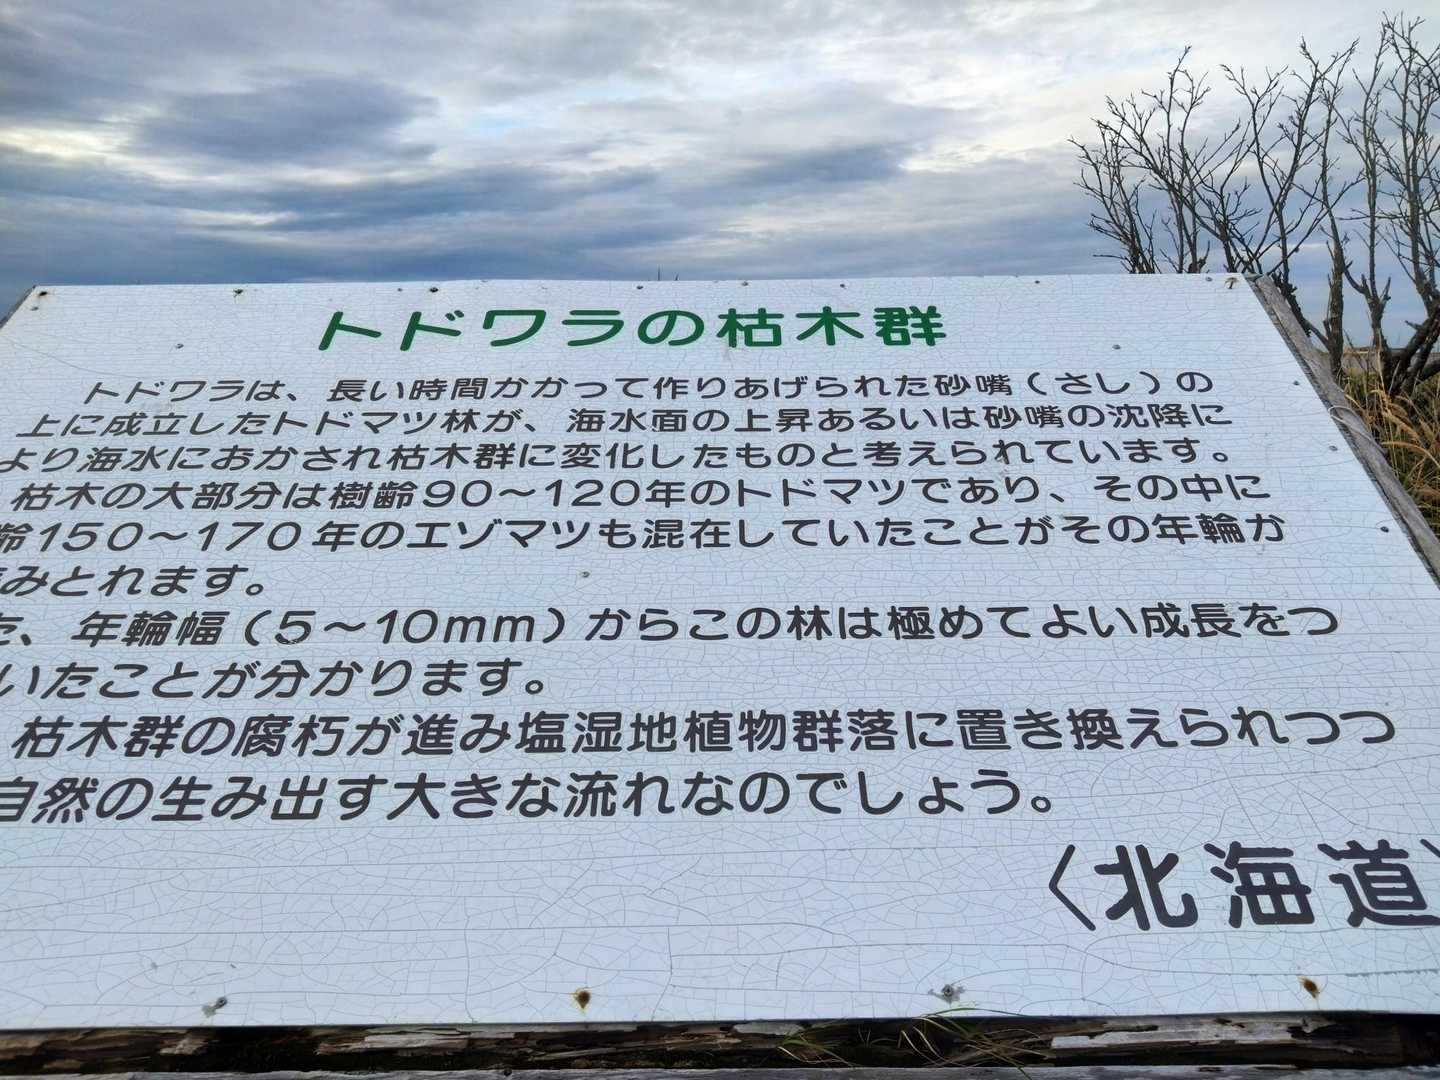 トドワラの枯木群
トドワラは、長い時間かかって作りあげられた砂嘴（さし）の
上に成立したトドマツ林が、海水面の上昇あるいは砂嘴の沈降に
より海水におかされ枯木群に変化したものと考えられています。
枯木の大部分は樹齢９０～１２０年のトドマツであり、その中に
齢１５０～１７０年のエゾマツも混在していたことがその年輪か
みとれます。
た、年輪幅（５～１０ｍｍ）からこの林は極めてよい成長をつ
いたことが分かります。
枯木群の腐朽が進み塩湿地植物群落に置き換えられつつ
自然の生み出す大きな流れなのでしょう。
〈北海道〉